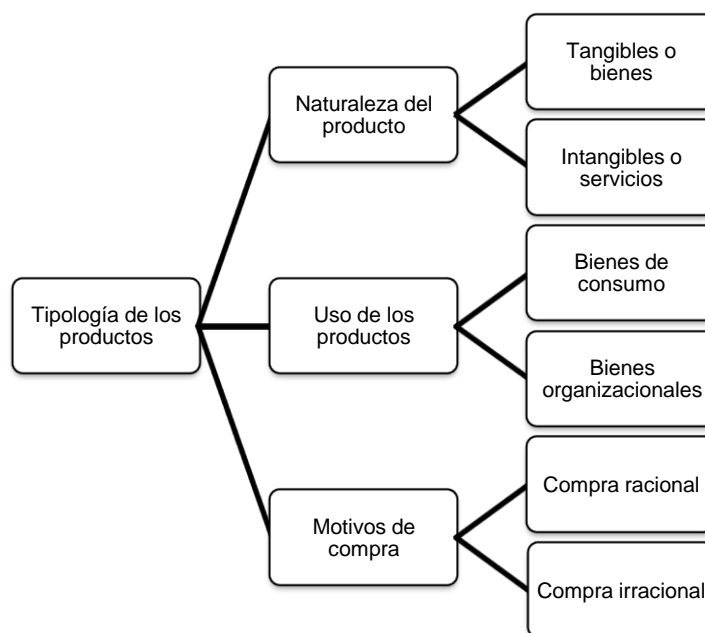 Tipología de los
productos
Naturaleza del
producto
Tangibles o
bienes
Intangibles o
servicios
Uso de los
productos
Bienes de
consumo
Bienes
organizacionales
Motivos de
compra
Compra racional
Compra irracional